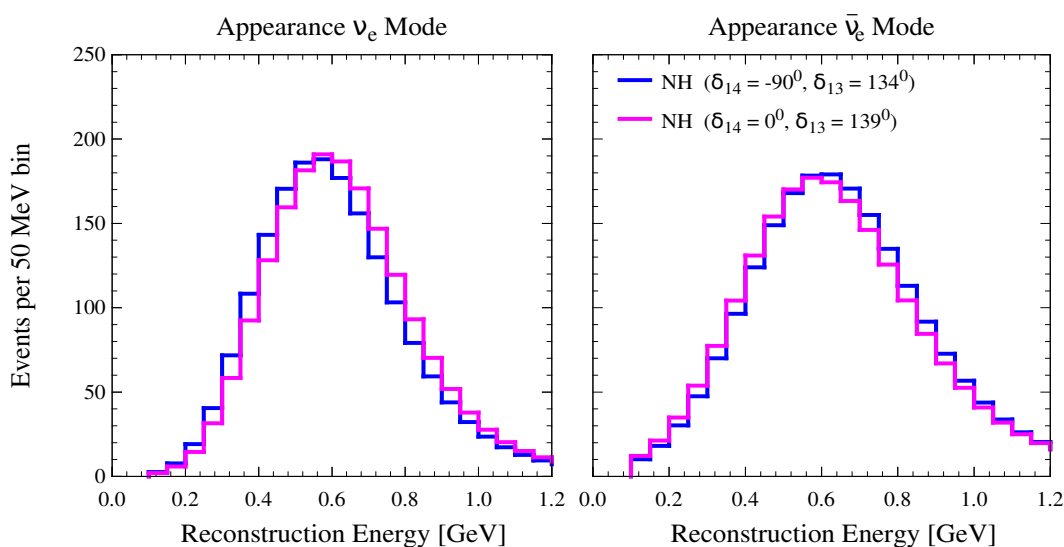 Appearance νe Mode
Appearance ν̄e Mode
Events per 50 MeV bin
250
200
150
100
50
0
NH (δ14 = -90⁰, δ13 = 134⁰)
NH (δ14 = 0⁰, δ13 = 139⁰)
0.0 0.2 0.4 0.6 0.8 1.0 1.2
0.0 0.2 0.4 0.6 0.8 1.0 1.2
Reconstruction Energy [GeV]
Reconstruction Energy [GeV]